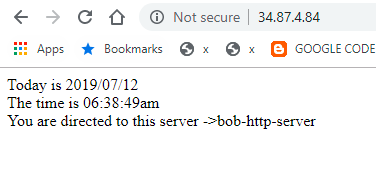 Not secure | 34.87.4.84
Apps Bookmarks x x GOOGLE CODE
Today is 2019/07/12
The time is 06:38:49am
You are directed to this server ->bob-http-server